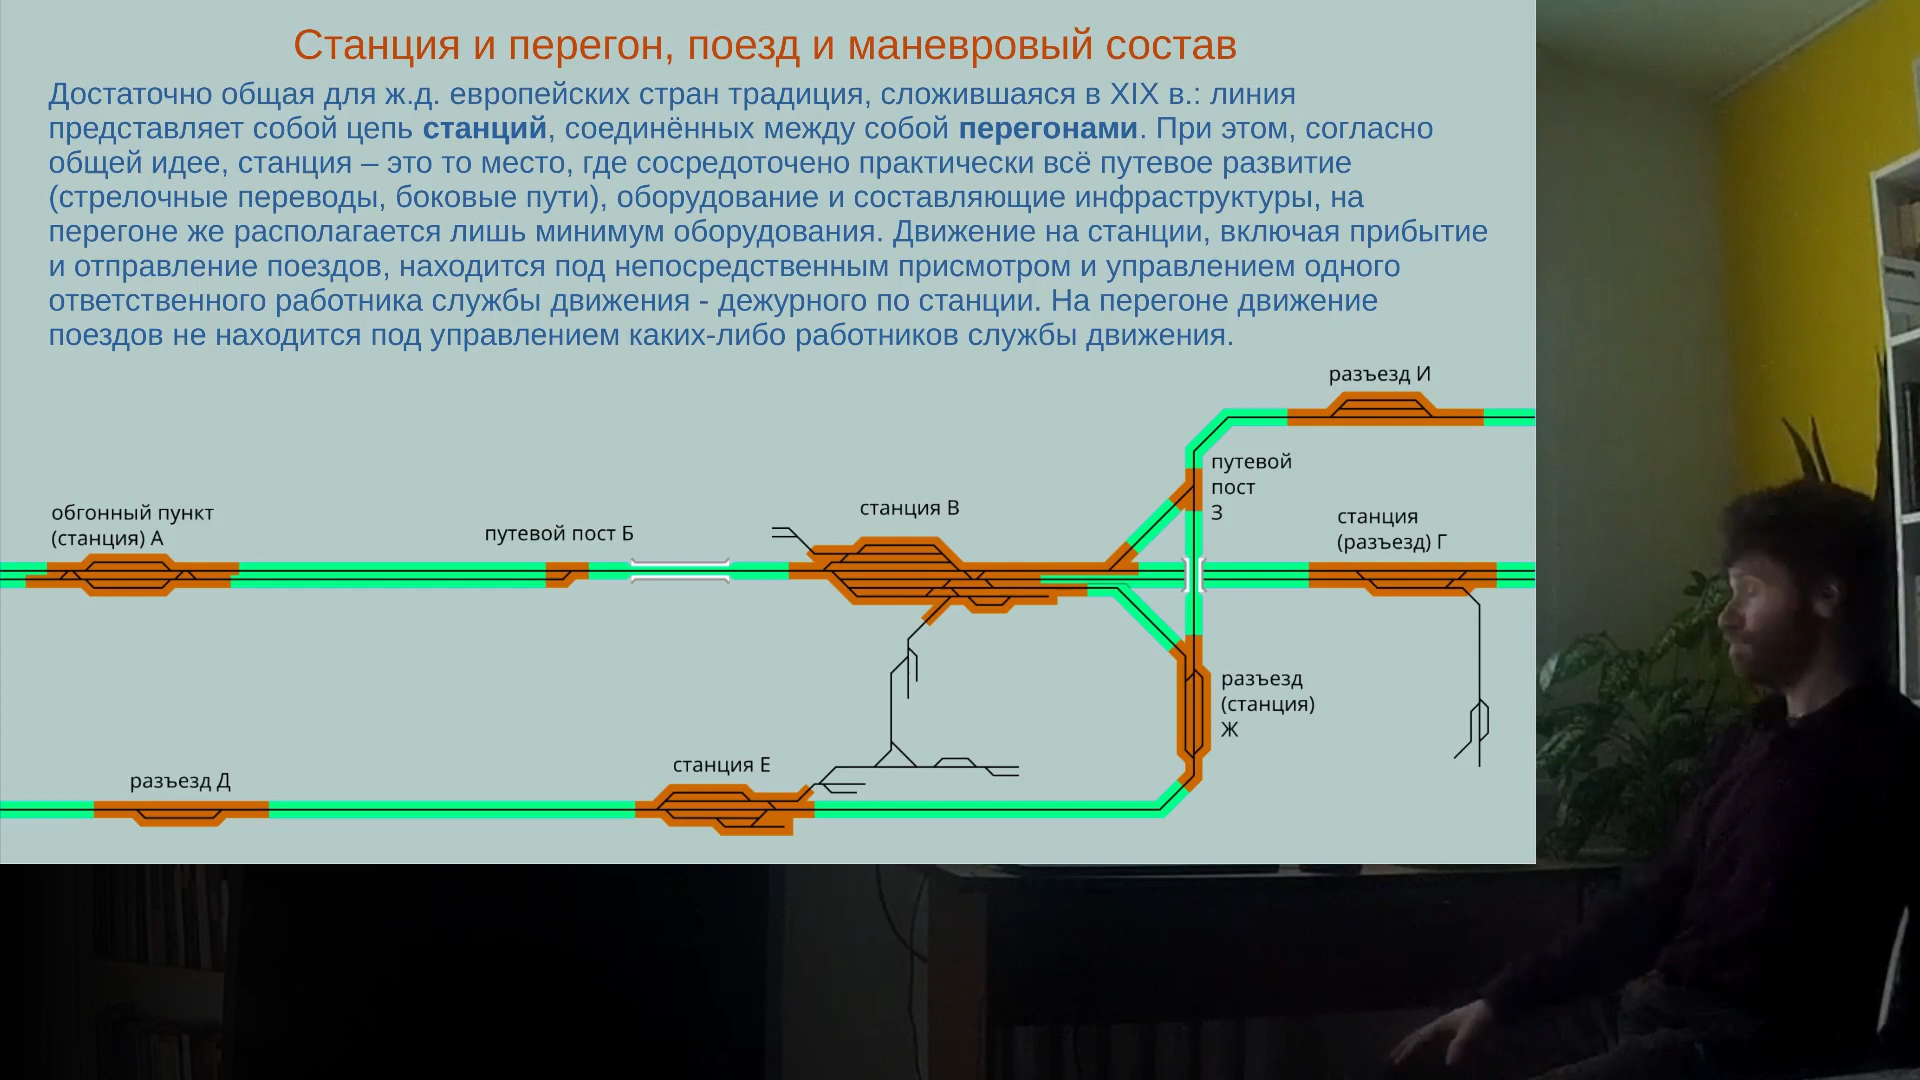 Станция и перегон, поезд и маневровый состав
Достаточно общая для ж.д. европейских стран традиция, сложившаяся в XIX в.: линия
представляет собой цепь станций, соединённых между собой перегонами. При этом, согласно
общей идее, станция – это то место, где сосредоточено практически всё путевое развитие
(стрелочные переводы, боковые пути), оборудование и составляющие инфраструктуры, на
перегоне же располагается лишь минимум оборудования. Движение на станции, включая прибытие
и отправление поездов, находится под непосредственным присмотром и управлением одного
ответственного работника службы движения - дежурного по станции. На перегоне движение
поездов не находится под управлением каких-либо работников службы движения.
разъезд И
путевой
пост
З
обгонный пункт
(станция) А
путевой пост Б
станция В
станция
(разъезд) Г
разъезд
(станция)
Ж
разъезд Д
станция Е